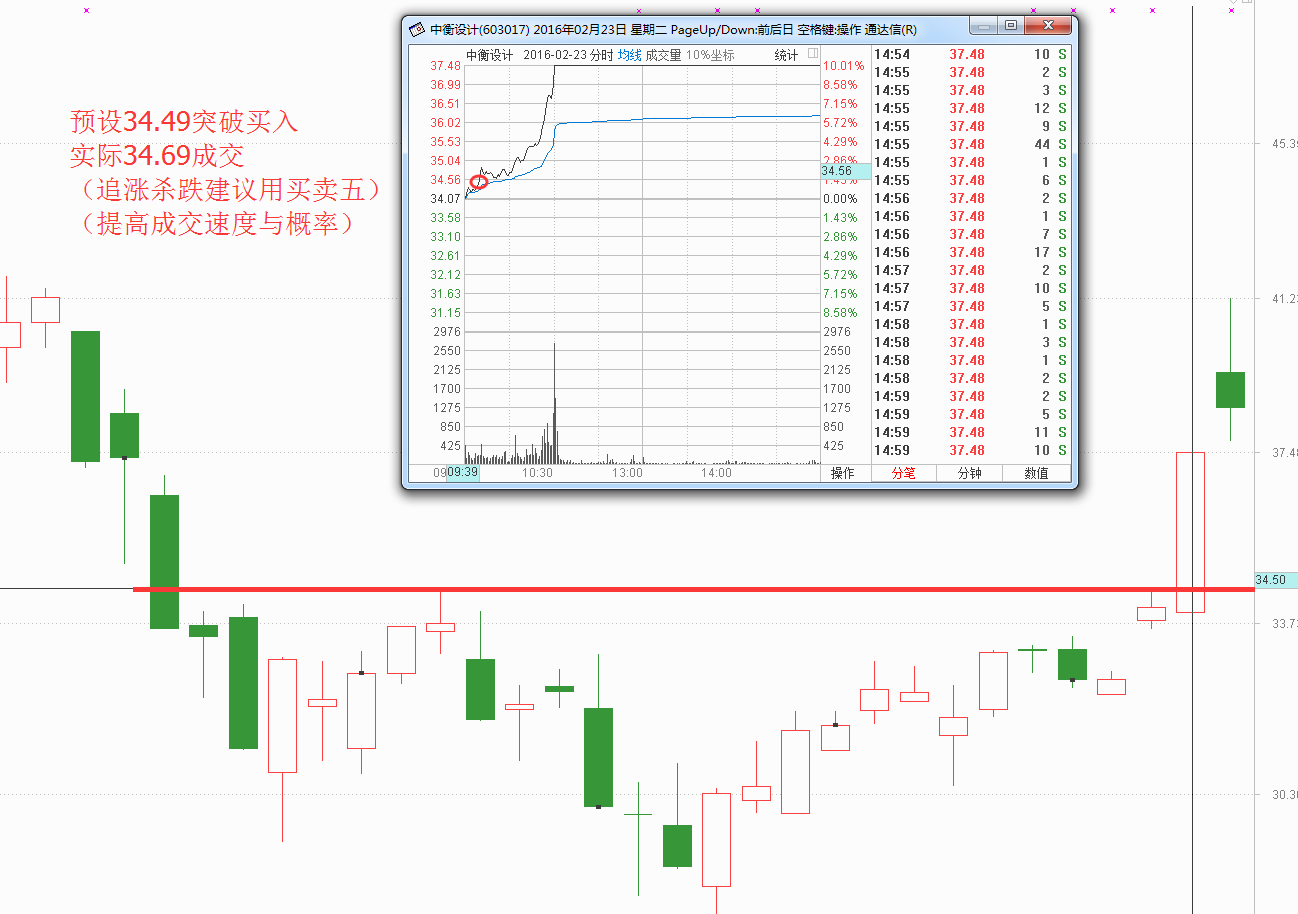 中衡设计(603017) 2016年02月23日 星期二 PageUp/Down:前后日 空格键:操作 通达信(R)
中衡设计 2016-02-23 分时 均线 成交量 10%坐标 统计
预设34.49突破买入
实际34.69成交
（追涨杀跌建议用买卖五）
（提高成交速度与概率）
37.48 10.01%
36.99 8.58%
36.51 7.15%
36.02 5.72%
35.53 4.29%
35.04 2.86%
34.56
34.56 1.43%
34.07 0.00%
33.58 1.43%
33.10 2.86%
32.61 4.29%
32.12 5.72%
31.63 7.15%
31.15 8.58%
2976 2976
2550 2550
2125 2125
1700 1700
1275 1275
850 850
425 425
09:39 10:30 13:00 14:00 操作
14:54 37.48 10 S
14:55 37.48 2 S
14:55 37.48 3 S
14:55 37.48 12 S
14:55 37.48 9 S
14:55 37.48 44 S
14:55 37.48 1 S
14:55 37.48 6 S
14:56 37.48 2 S
14:56 37.48 1 S
14:56 37.48 7 S
14:56 37.48 17 S
14:57 37.48 2 S
14:57 37.48 10 S
14:57 37.48 5 S
14:58 37.48 1 S
14:58 37.48 3 S
14:58 37.48 1 S
14:58 37.48 2 S
14:59 37.48 2 S
14:59 37.48 5 S
14:59 37.48 11 S
14:59 37.48 10 S
分笔 分钟 数值
45.39
41.23
37.48
34.50
33.73
30.36